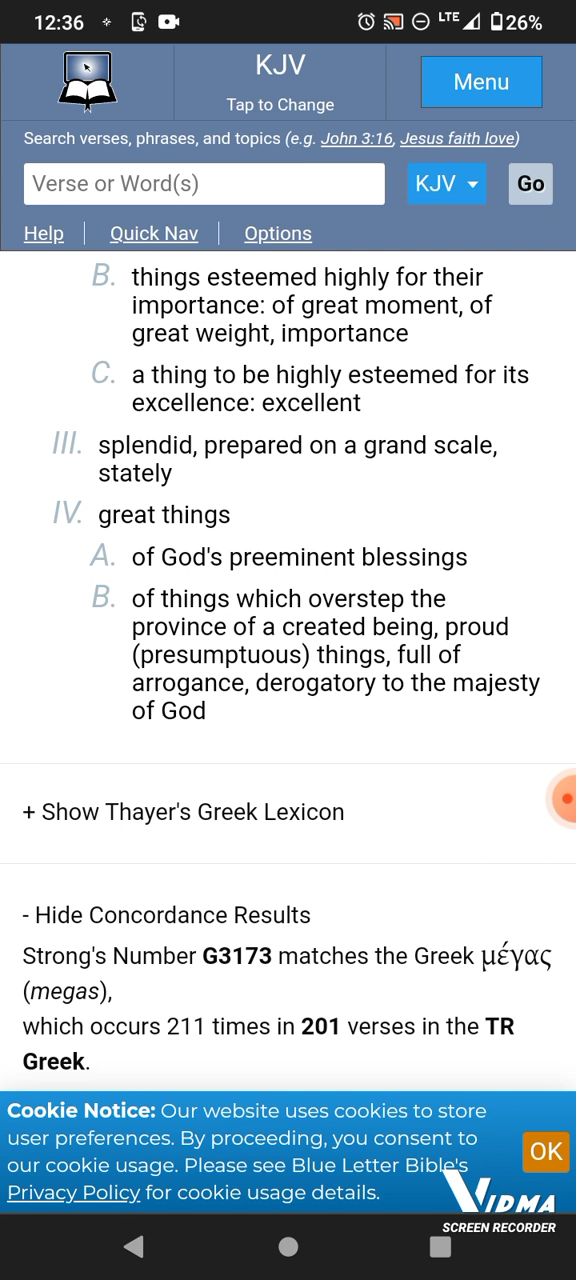 12:36
LTE
26%
KJV
Tap to Change
Menu
Search verses, phrases, and topics (e.g. John 3:16, Jesus faith love)
Verse or Word(s)
KJV
Go
Help
Quick Nav
Options
B. things esteemed highly for their
importance: of great moment, of
great weight, importance
C. a thing to be highly esteemed for its
excellence: excellent
III. splendid, prepared on a grand scale,
stately
IV. great things
A. of God's preeminent blessings
B. of things which overstep the
province of a created being, proud
(presumptuous) things, full of
arrogance, derogatory to the majesty
of God
+ Show Thayer's Greek Lexicon
- Hide Concordance Results
Strong's Number G3173 matches the Greek μέγας
(megas),
which occurs 211 times in 201 verses in the TR
Greek.
Cookie Notice: Our website uses cookies to store
user preferences. By proceeding, you consent to
our cookie usage. Please see Blue Letter Bible's
Privacy Policy for cookie usage details.
OK
VIDMA
SCREEN RECORDER